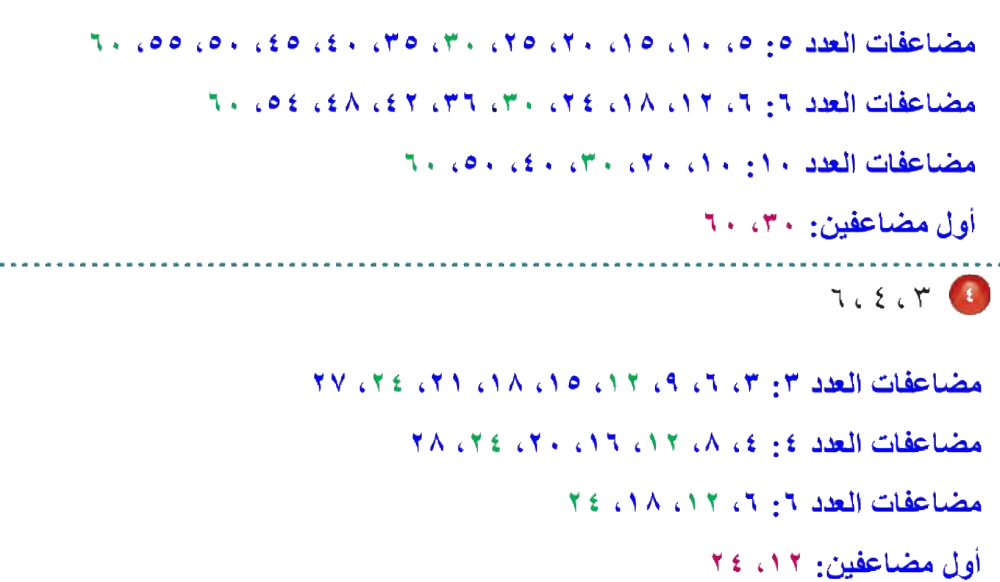 مضاعفات العدد ٥: ٥، ١٠، ١٥، ٢٠، ٢٥، ٣٠، ٣٥، ٤٠، ٤٥، ٥٠، ٥٥، ٦٠
مضاعفات العدد ٦: ٦، ١٢، ١٨، ٢٤، ٣٠، ٣٦، ٤٢، ٤٨، ٥٤، ٦٠
مضاعفات العدد ١٠: ١٠، ٢٠، ٣٠، ٤٠، ٥٠، ٦٠
أول مضاعفين: ٣٠، ٦٠
٤ ٣، ٤، ٦
مضاعفات العدد ٣: ٣، ٦، ٩، ١٢، ١٥، ١٨، ٢١، ٢٤، ٢٧
مضاعفات العدد ٤: ٤، ٨، ١٢، ١٦، ٢٠، ٢٤، ٢٨
مضاعفات العدد ٦: ٦، ١٢، ١٨، ٢٤
أول مضاعفين: ١٢، ٢٤